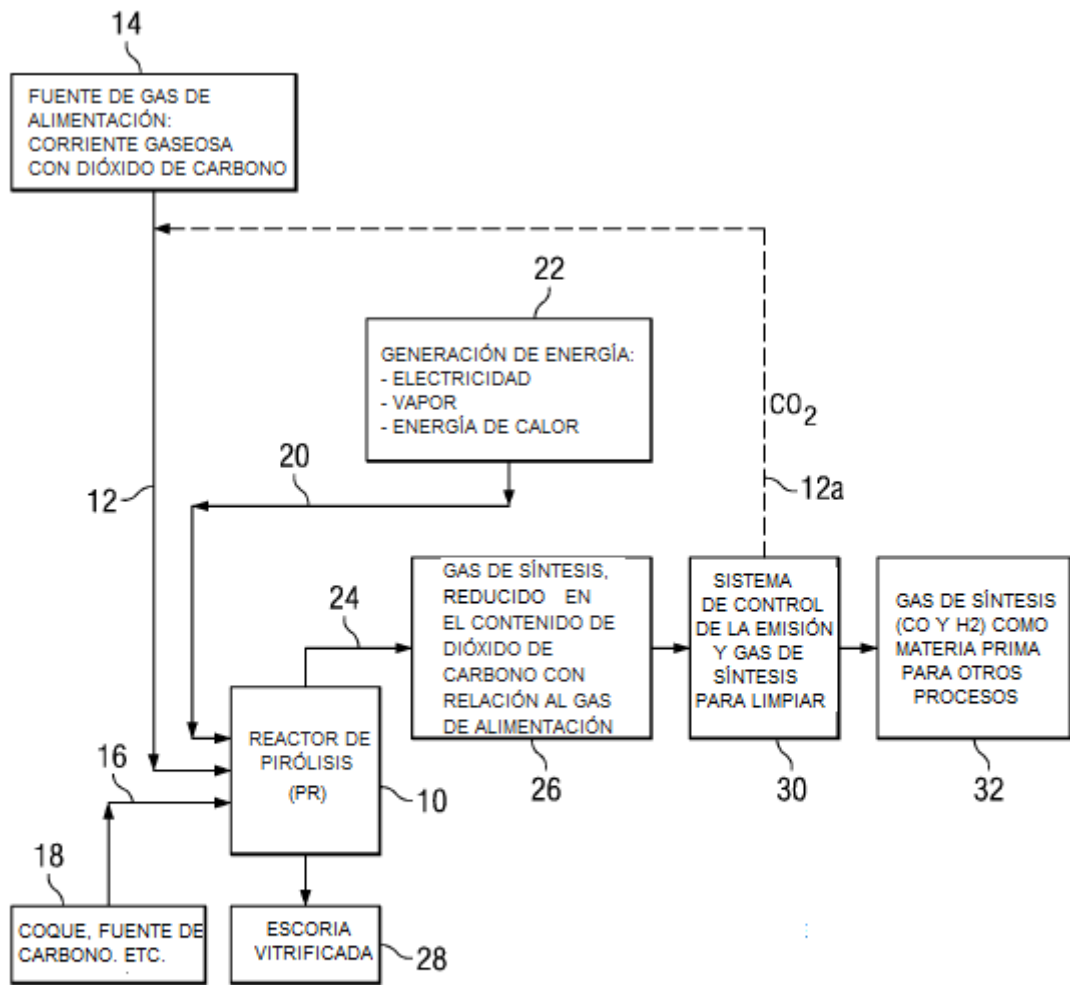 14
FUENTE DE GAS DE
ALIMENTACIÓN:
CORRIENTE GASEOSA
CON DIÓXIDO DE CARBONO
22
GENERACIÓN DE ENERGÍA:
- ELECTRICIDAD
- VAPOR
- ENERGÍA DE CALOR
CO2
12
20
12a
24
GAS DE SÍNTESIS,
REDUCIDO EN
EL CONTENIDO DE
DIÓXIDO DE
CARBONO CON
RELACIÓN AL GAS
DE ALIMENTACIÓN
26
SISTEMA
DE CONTROL
DE LA EMISIÓN
Y GAS DE
SÍNTESIS
PARA LIMPIAR
30
GAS DE SÍNTESIS
(CO Y H2) COMO
MATERIA PRIMA
PARA OTROS
PROCESOS
32
REACTOR DE
PIRÓLISIS
(PR)
10
16
18
COQUE, FUENTE DE
CARBONO. ETC.
ESCORIA
VITRIFICADA
28